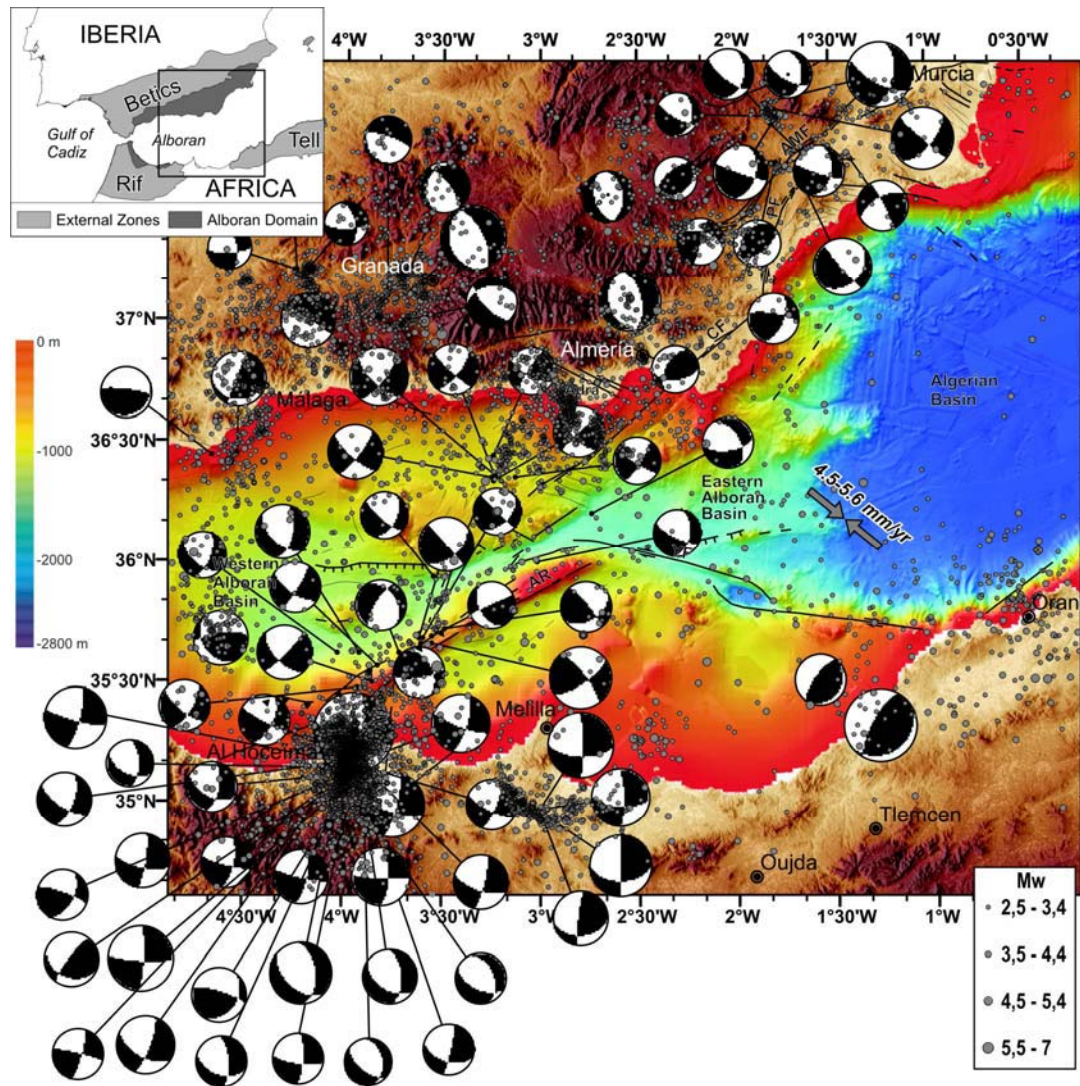 IBERIA
Betics
Gulf of
Cadiz
Alboran
Tell
Rif
AFRICA
External Zones
Alboran Domain
4°W 3°30'W 3°W 2°30'W 2°W 1°30'W 1°W 0°30'W
Murcia
AMF
PF
Granada
37°N
CF
Almería
0 m
Algerian
Basin
Málaga
36°30'N
-1000
Eastern
Alboran
Basin
4.5-5.6 mm/yr
36°N
-2000
Western
Alboran
Basin
AR
Oran
-2800 m
35°30'N
Melilla
Al Hoceïma
35°N
Tlemcen
Oujda
4°30'W 4°W 3°30'W 3°W 2°30'W 2°W 1°30'W 1°W
Mw
2,5 - 3,4
3,5 - 4,4
4,5 - 5,4
5,5 - 7